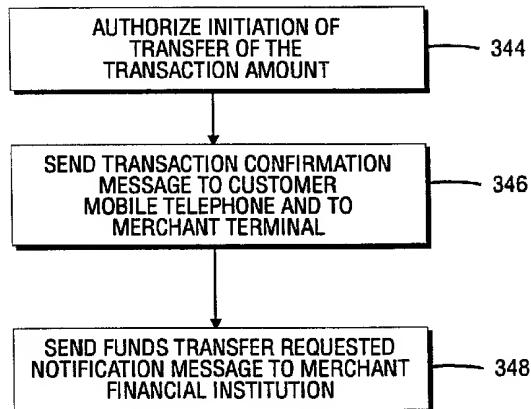 AUTHORIZE INITIATION OF
TRANSFER OF THE
TRANSACTION AMOUNT
344
SEND TRANSACTION CONFIRMATION
MESSAGE TO CUSTOMER
MOBILE TELEPHONE AND TO
MERCHANT TERMINAL
346
SEND FUNDS TRANSFER REQUESTED
NOTIFICATION MESSAGE TO MERCHANT
FINANCIAL INSTITUTION
348